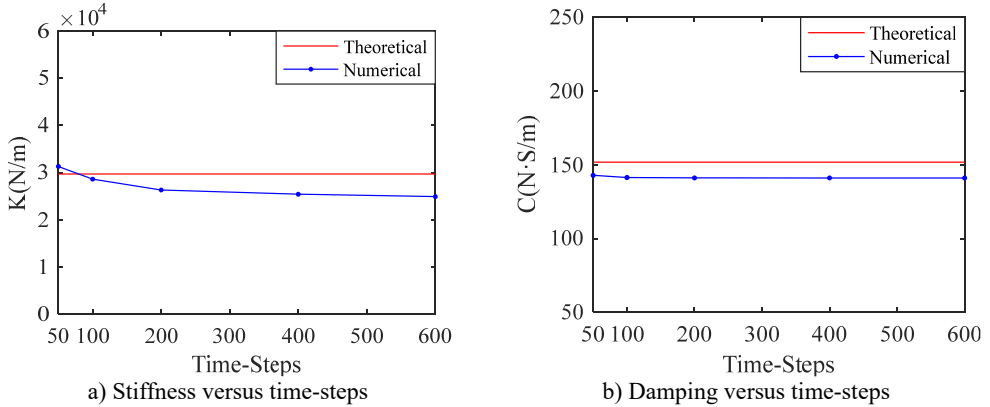 ×10⁴
6
5
4
3
2
1
0
K(N/m)
Theoretical
Numerical
50 100 200 300 400 500 600
Time-Steps
a) Stiffness versus time-steps
250
200
150
100
50
C(N·S/m)
Theoretical
Numerical
50 100 200 300 400 500 600
Time-Steps
b) Damping versus time-steps